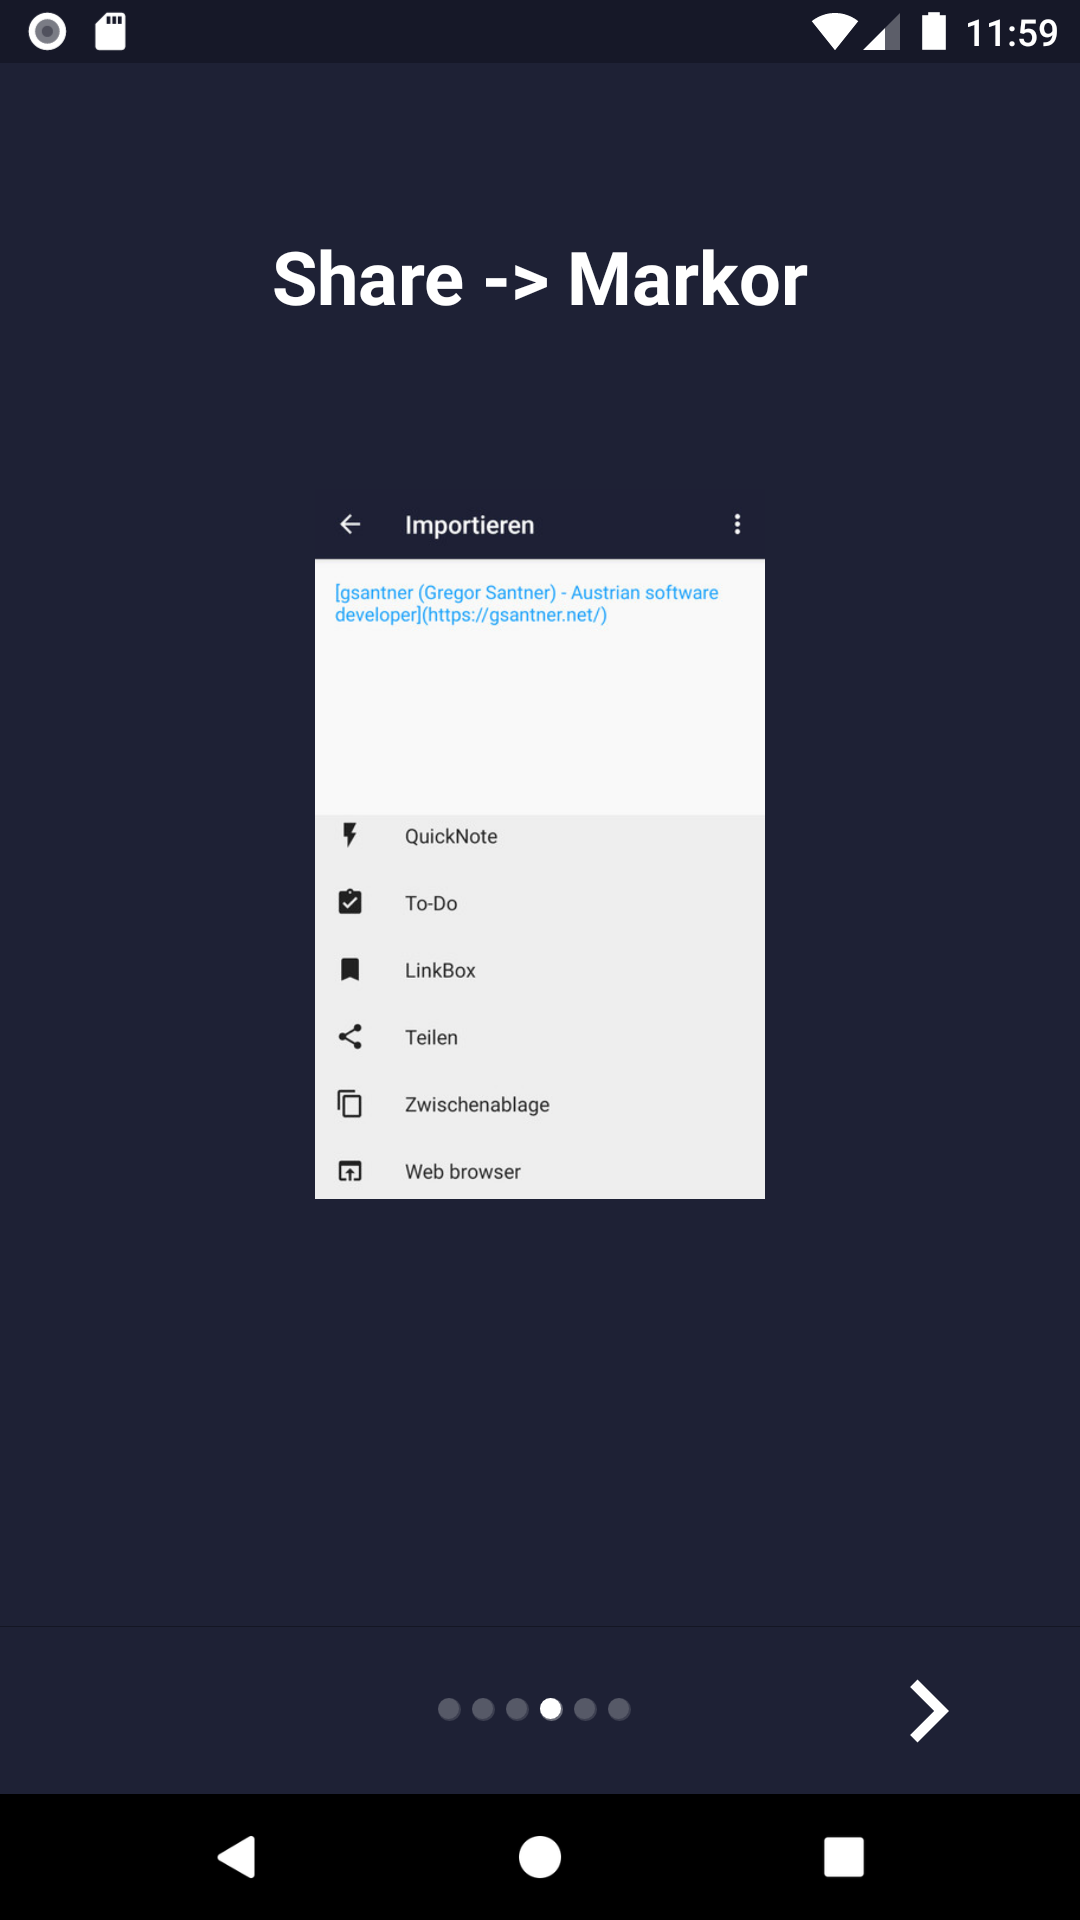 11:59
Share -> Markor
Importieren
[gsantner (Gregor Santner) - Austrian software
developer](https://gsantner.net/)
QuickNote
To-Do
LinkBox
Teilen
Zwischenablage
Web browser